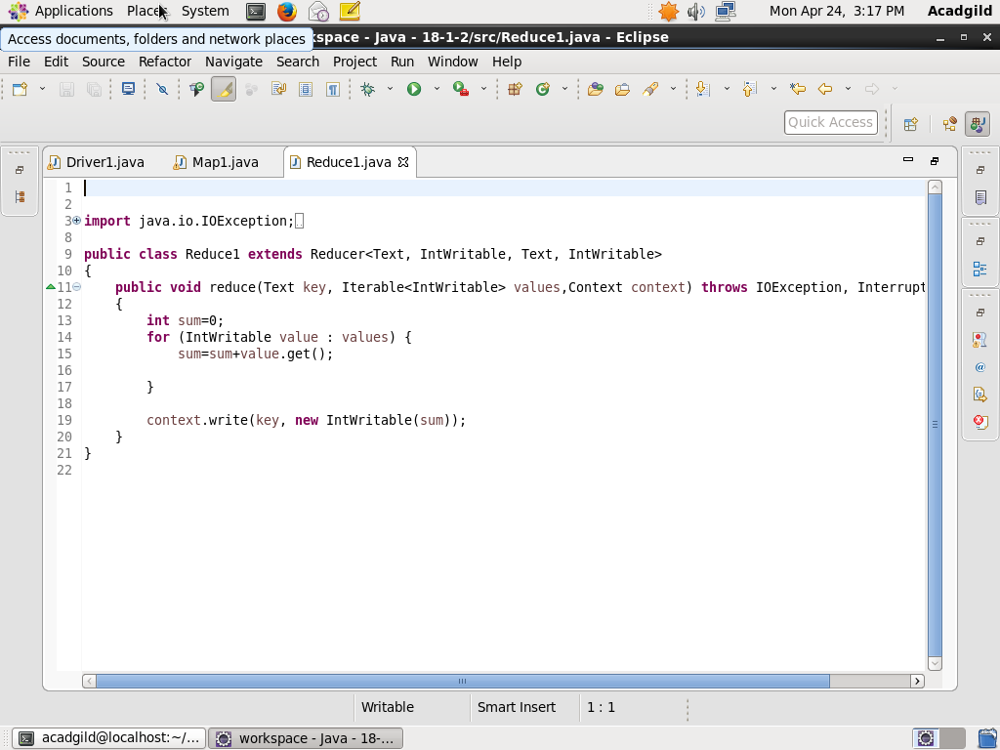 Applications Places System Mon Apr 24, 3:17 PM Acadgild
Access documents, folders and network places
kspace - Java - 18-1-2/src/Reduce1.java - Eclipse
File Edit Source Refactor Navigate Search Project Run Window Help
Quick Access
Driver1.java Map1.java Reduce1.java
1
2
3 import java.io.IOException;
8
9 public class Reduce1 extends Reducer<Text, IntWritable, Text, IntWritable>
10 {
11 public void reduce(Text key, Iterable<IntWritable> values,Context context) throws IOException, Interrupt
12 {
13 int sum=0;
14 for (IntWritable value : values) {
15 sum=sum+value.get();
16
17 }
18
19 context.write(key, new IntWritable(sum));
20 }
21 }
22
Writable Smart Insert 1 : 1
acadgild@localhost:~/... workspace - Java - 18-...